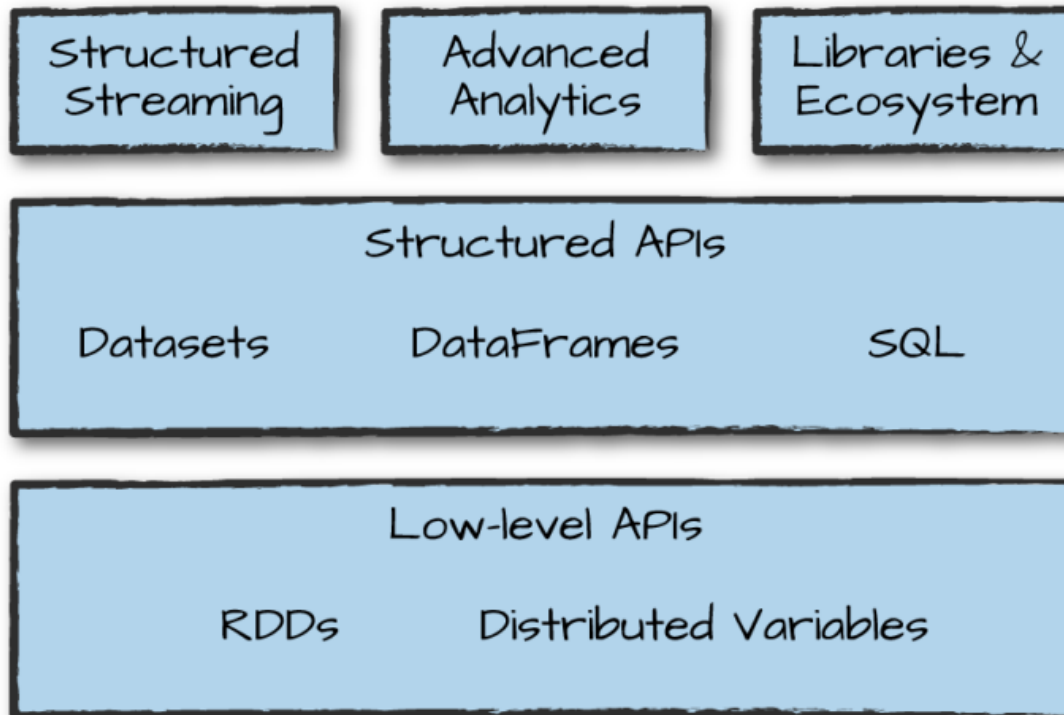 Structured
Streaming
Advanced
Analytics
Libraries &
Ecosystem
Structured APIs
Datasets DataFrames SQL
Low-level APIs
RDDs Distributed Variables